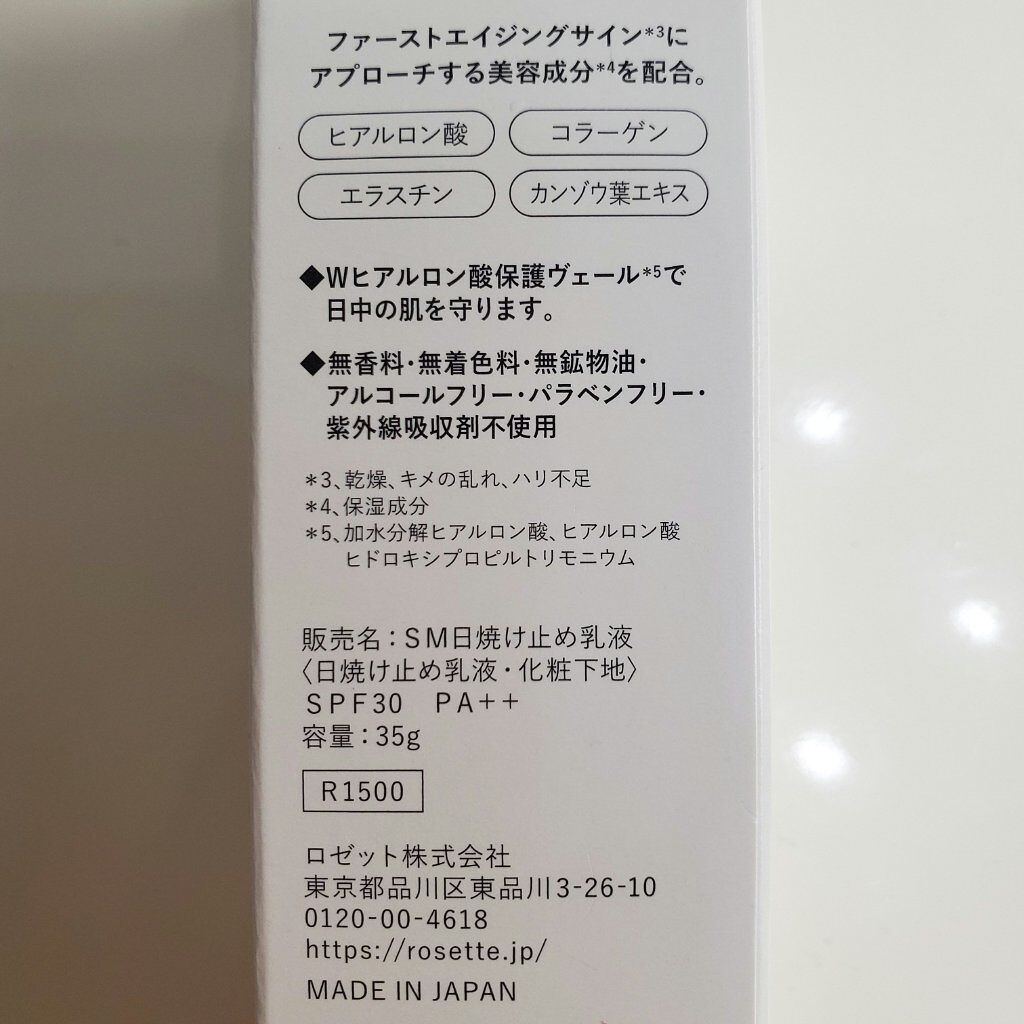 ファーストエイジングサイン*3に
アプローチする美容成分*4を配合。
ヒアルロン酸 コラーゲン
エラスチン カンゾウ葉エキス
◆Wヒアルロン酸保護ヴェール*5で
日中の肌を守ります。
◆無香料・無着色料・無鉱物油・
アルコールフリー・パラベンフリー・
紫外線吸収剤不使用
*3、乾燥、キメの乱れ、ハリ不足
*4、保湿成分
*5、加水分解ヒアルロン酸、ヒアルロン酸
ヒドロキシプロピルトリモニウム
販売名：SM日焼け止め乳液
〈日焼け止め乳液・化粧下地〉
SPF30 PA++
容量：35g
R1500
ロゼット株式会社
東京都品川区東品川3-26-10
0120-00-4618
https://rosette.jp/
MADE IN JAPAN